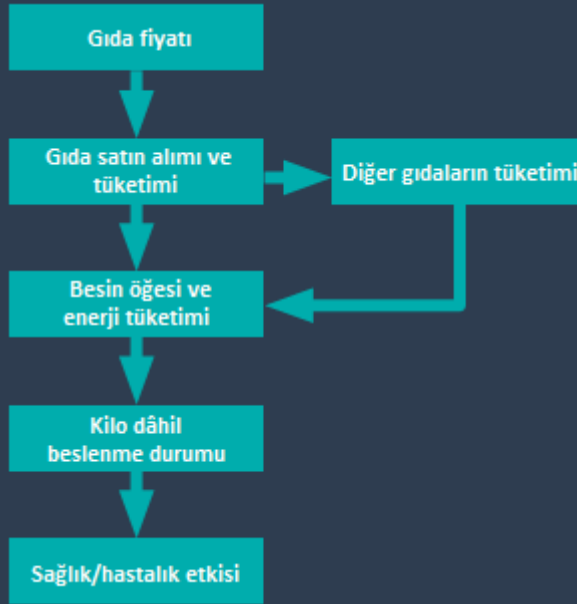 Gıda fiyatı
Gıda satın alımı ve
tüketimi
Diğer gıdaların tüketimi
Besin öğesi ve
enerji tüketimi
Kilo dâhil
beslenme durumu
Sağlık/hastalık etkisi